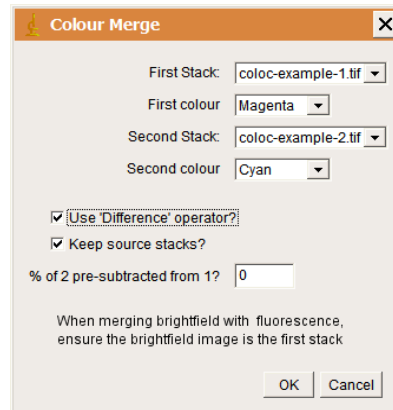 Colour Merge
First Stack: coloc-example-1.tif
First colour Magenta
Second Stack: coloc-example-2.tif
Second colour Cyan
Use 'Difference' operator?
Keep source stacks?
% of 2 pre-subtracted from 1? 0
When merging brightfield with fluorescence,
ensure the brightfield image is the first stack
OK Cancel